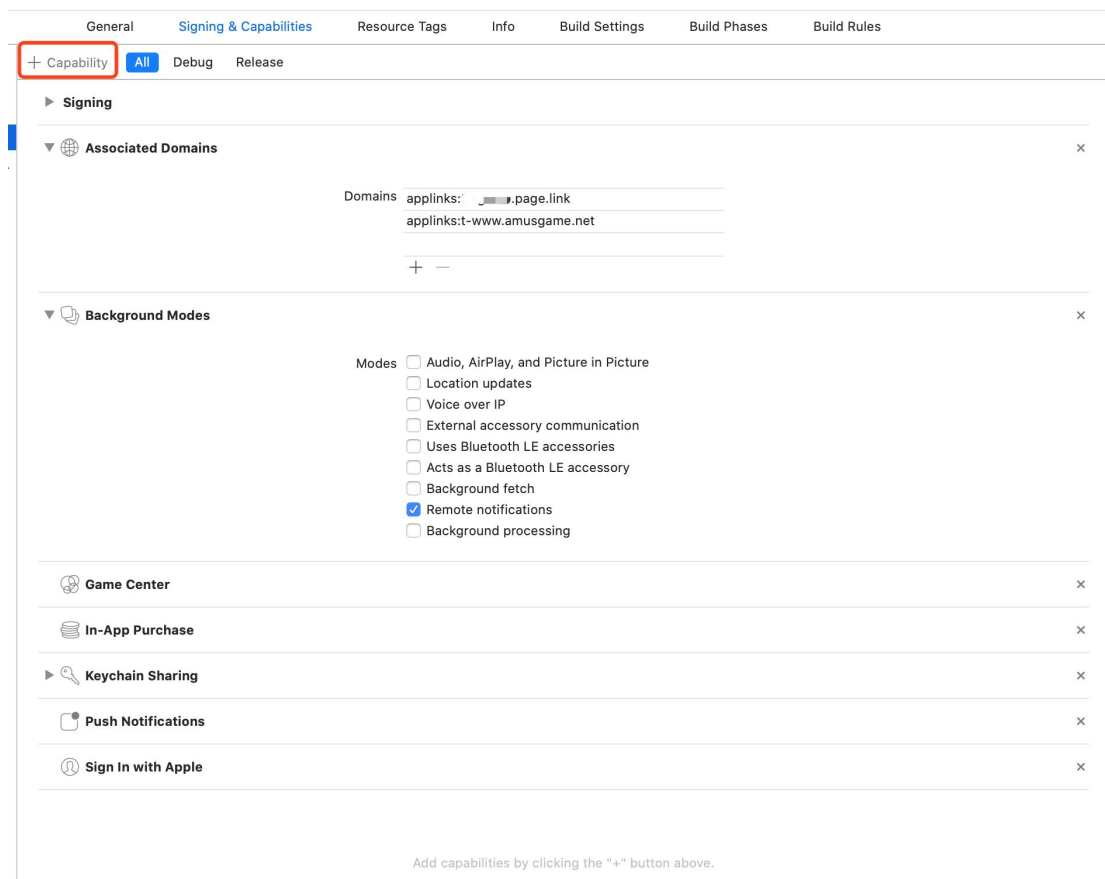 General Signing & Capabilities Resource Tags Info Build Settings Build Phases Build Rules
+ Capability All Debug Release
Signing
Associated Domains
Domains applinks: .page.link
applinks:t-www.amusgame.net
Background Modes
Modes Audio, AirPlay, and Picture in Picture
Location updates
Voice over IP
External accessory communication
Uses Bluetooth LE accessories
Acts as a Bluetooth LE accessory
Background fetch
Remote notifications
Background processing
Game Center
In-App Purchase
Keychain Sharing
Push Notifications
Sign In with Apple
Add capabilities by clicking the "+" button above.